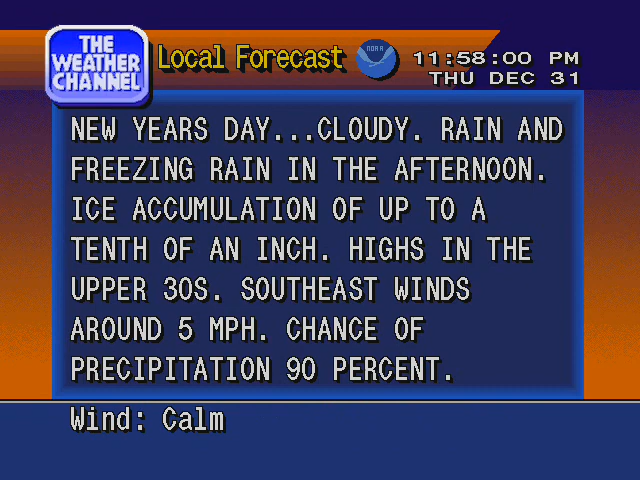 THE
WEATHER
CHANNEL
Local Forecast
NOAA
11:58:00 PM
THU DEC 31
NEW YEARS DAY...CLOUDY. RAIN AND
FREEZING RAIN IN THE AFTERNOON.
ICE ACCUMULATION OF UP TO A
TENTH OF AN INCH. HIGHS IN THE
UPPER 30S. SOUTHEAST WINDS
AROUND 5 MPH. CHANCE OF
PRECIPITATION 90 PERCENT.
Wind: Calm